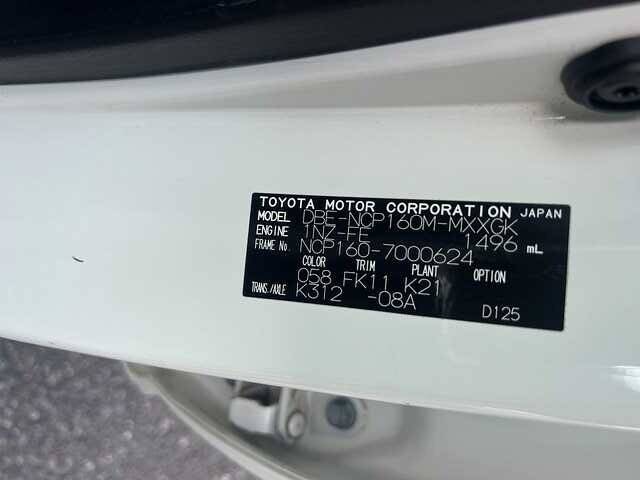 TOYOTA MOTOR CORPORATION JAPAN
MODEL DBE-NCP160M-MXXGK
ENGINE 1NZ-FE 1496 mL
FRAME No. NCP160-7000624
COLOR TRIM PLANT OPTION
058 FK11 K21
TRANS./AXLE K312 -08A
D125